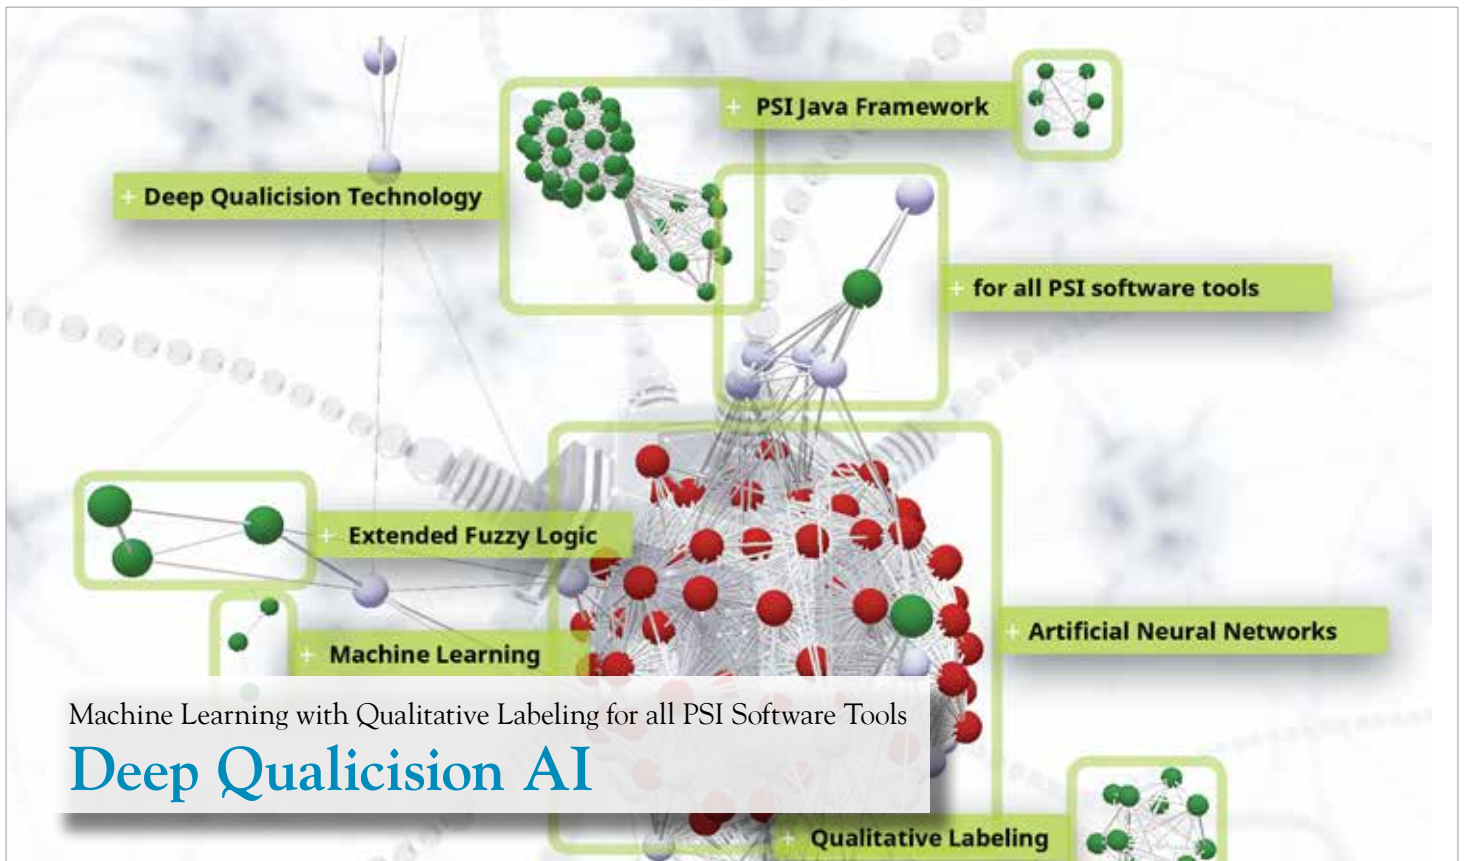 + PSI Java Framework
+ Deep Qualicision Technology
+ for all PSI software tools
+ Extended Fuzzy Logic
+ Artificial Neural Networks
+ Machine Learning
Machine Learning with Qualitative Labeling for all PSI Software Tools
Deep Qualicision AI
+ Qualitative Labeling